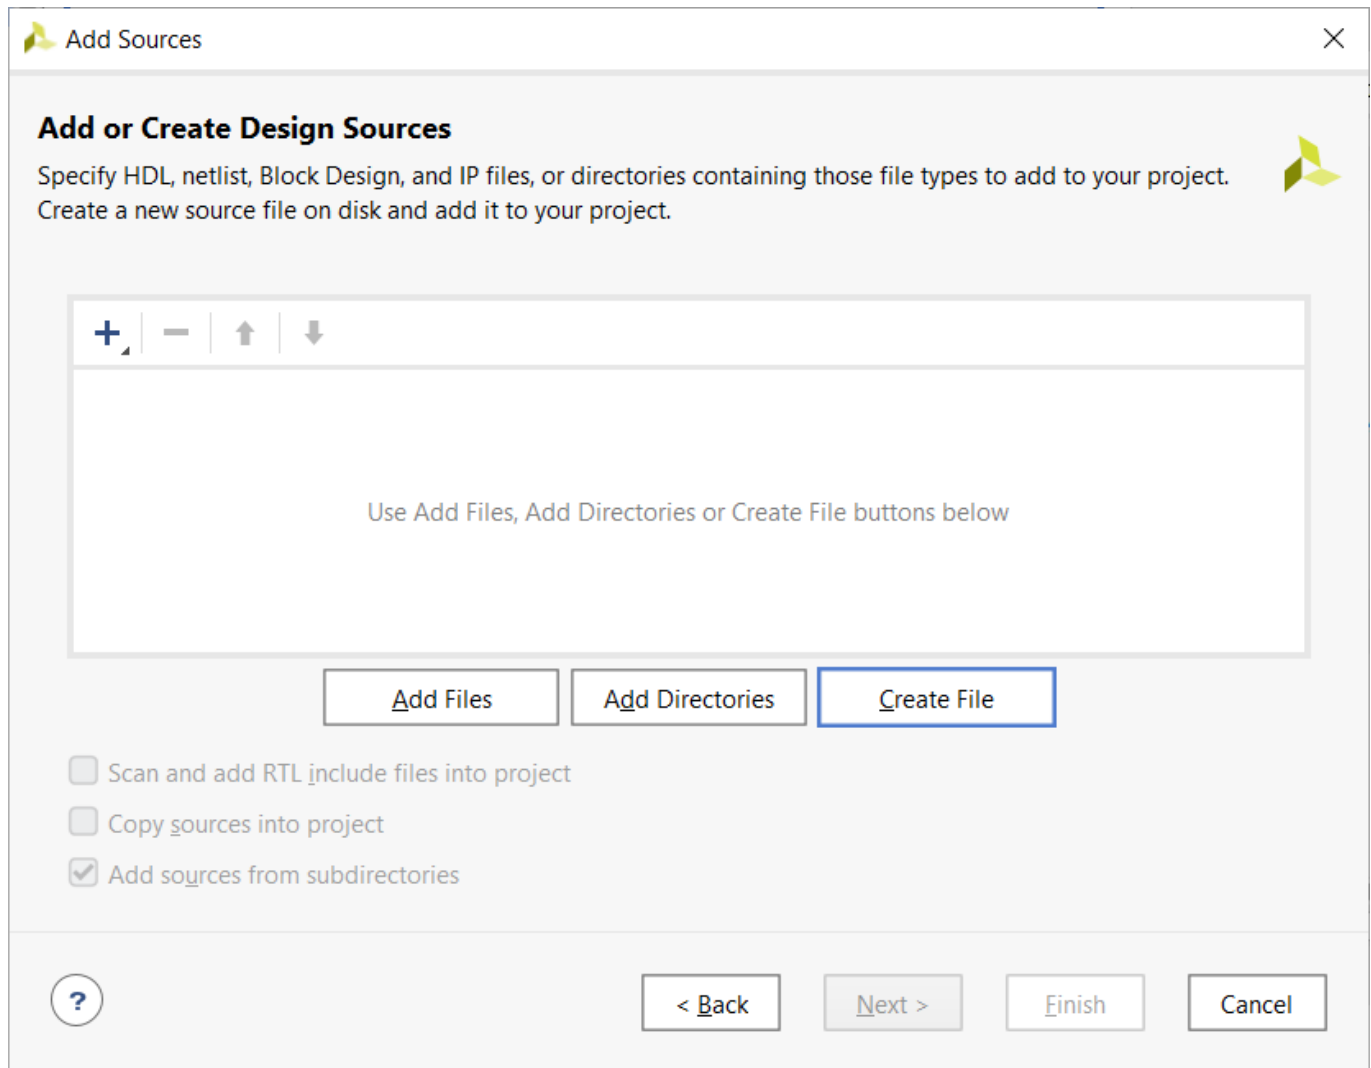 Add Sources
Add or Create Design Sources
Specify HDL, netlist, Block Design, and IP files, or directories containing those file types to add to your project.
Create a new source file on disk and add it to your project.
Use Add Files, Add Directories or Create File buttons below
Add Files
Add Directories
Create File
Scan and add RTL include files into project
Copy sources into project
Add sources from subdirectories
?
< Back
Next >
Finish
Cancel